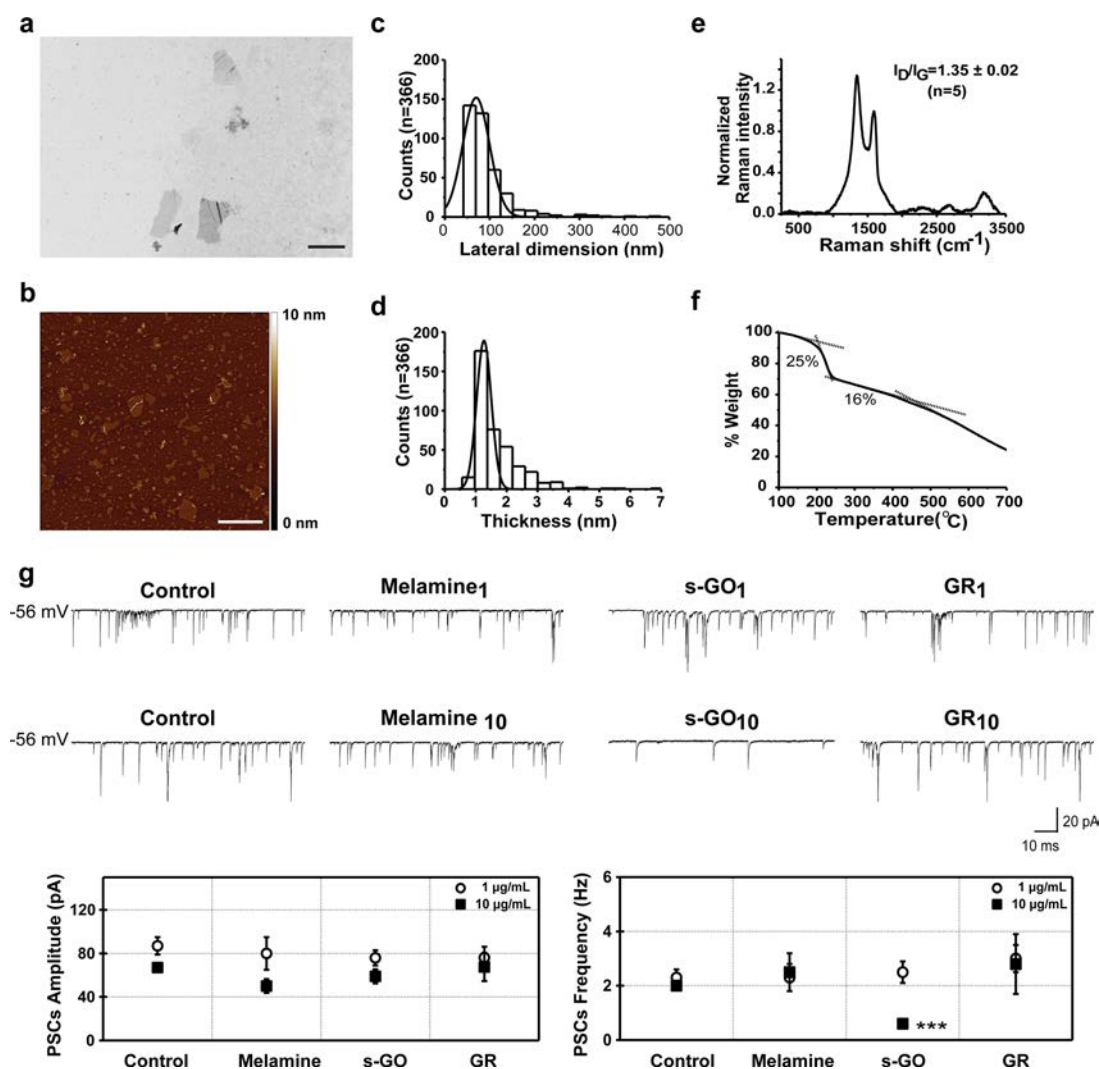 a
b
10 nm
0 nm
c
Counts (n=366)
200
150
100
50
0
0 100 200 300 400 500
Lateral dimension (nm)
d
Counts (n=366)
200
150
100
50
0
0 1 2 3 4 5 6 7
Thickness (nm)
e
I_D/I_G=1.35 ± 0.02
(n=5)
Normalized
Raman intensity
1.2
0.8
0.4
0.0
500 1500 2500 3500
Raman shift (cm⁻¹)
f
% Weight
100
80
60
40
20
0
25%
16%
100 200 300 400 500 600 700
Temperature(°C)
g
Control Melamine₁ s-GO₁ GR₁
-56 mV
Control Melamine ₁₀ s-GO₁₀ GR₁₀
-56 mV
20 pA
10 ms
PSCs Amplitude (pA)
120
80
40
0
1 µg/mL
10 µg/mL
Control Melamine s-GO GR
PSCs Frequency (Hz)
6
4
2
0
1 µg/mL
10 µg/mL
***
Control Melamine s-GO GR